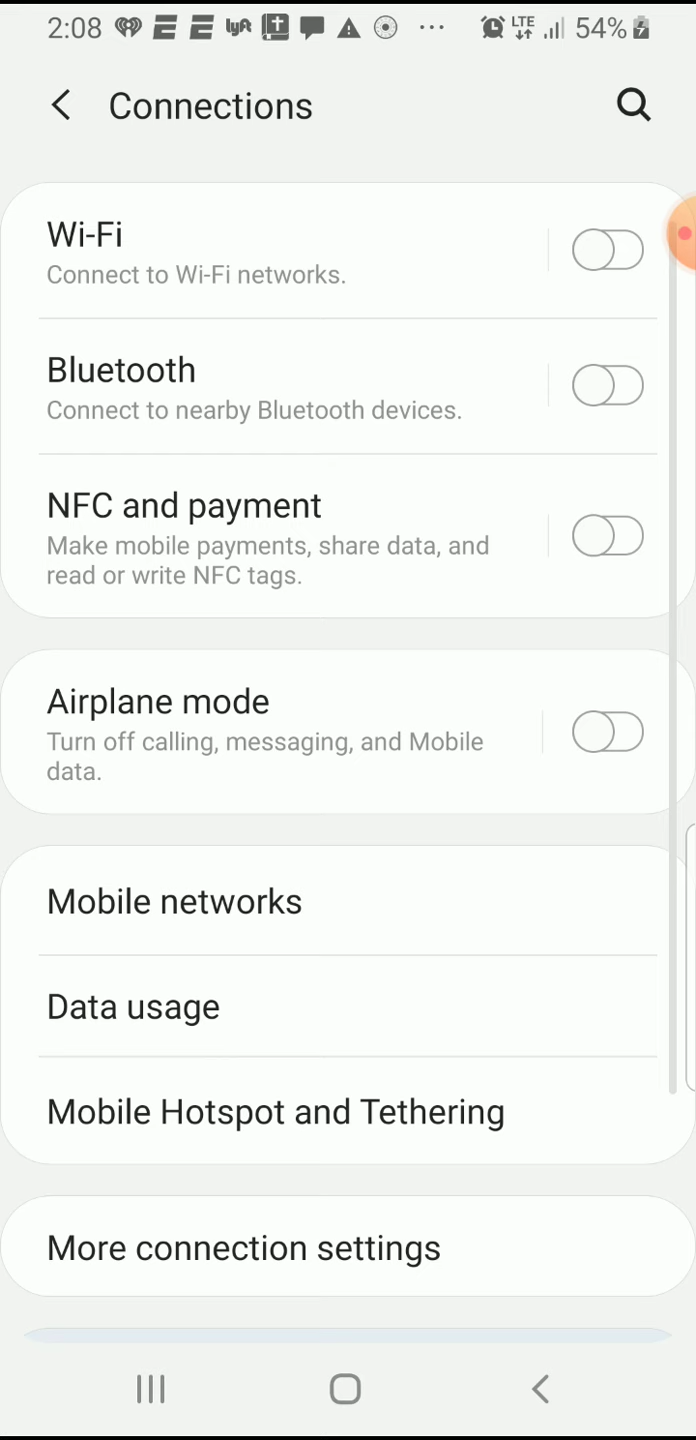 2:08 lyft LTE 54%
Connections
Wi-Fi
Connect to Wi-Fi networks.
Bluetooth
Connect to nearby Bluetooth devices.
NFC and payment
Make mobile payments, share data, and
read or write NFC tags.
Airplane mode
Turn off calling, messaging, and Mobile
data.
Mobile networks
Data usage
Mobile Hotspot and Tethering
More connection settings